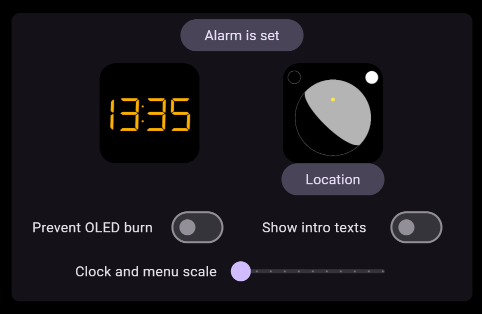 Alarm is set
13:35
Location
Prevent OLED burn
Show intro texts
Clock and menu scale